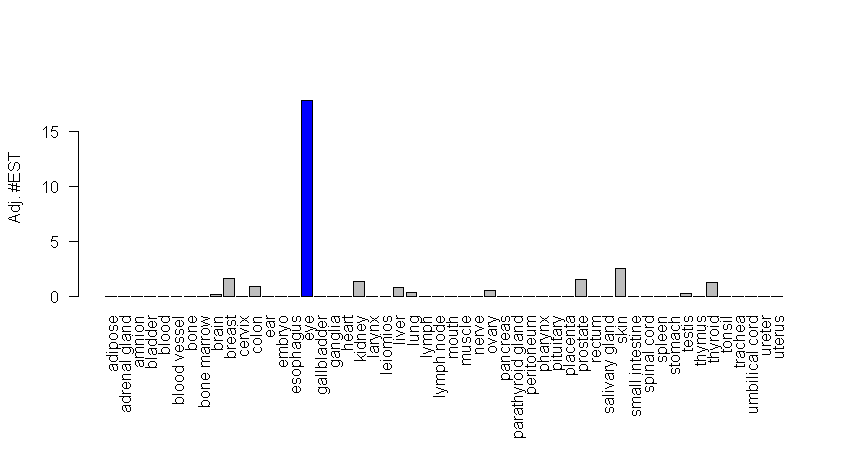 Adj. #EST
15
10
5
0
adipose
adrenal gland
amnion
bladder
blood
blood vessel
bone
bone marrow
brain
breast
cervix
colon
ear
embryo
esophagus
eye
gallbladder
ganglia
heart
kidney
larynx
leiomios
liver
lung
lymph
lymph node
mouth
muscle
nerve
ovary
pancreas
parathyroid gland
peritoneum
pharynx
pituitary
placenta
prostate
rectum
salivary gland
skin
small intestine
spinal cord
spleen
stomach
testis
thymus
thyroid
tonsil
trachea
umbilical cord
ureter
uterus